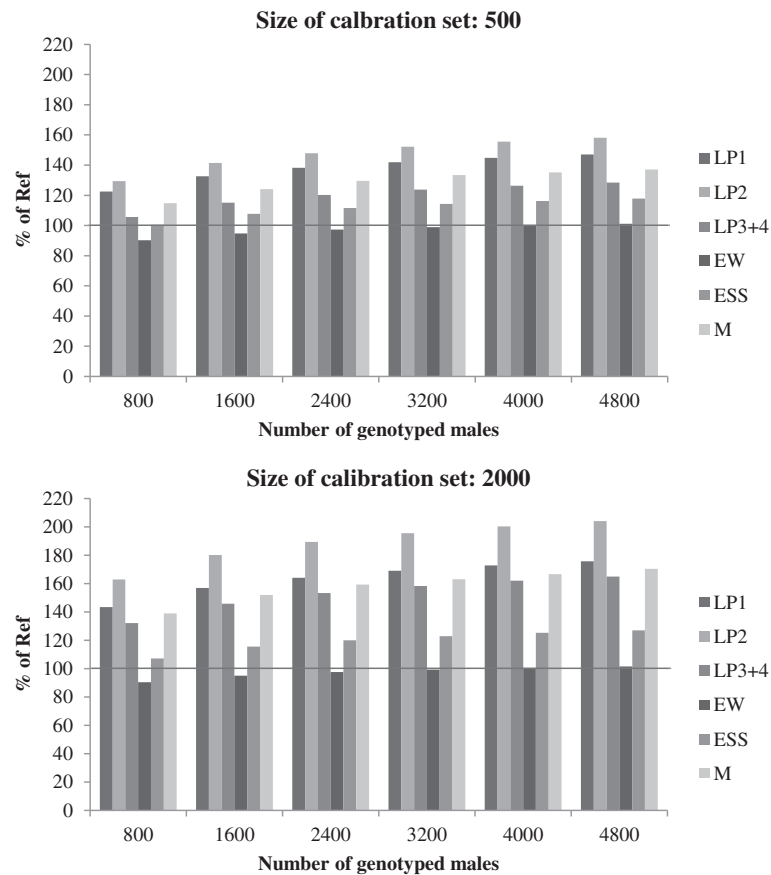 Size of calbration set: 500
220
200
180
160
140
120
100
80
60
40
20
0
% of Ref
800 1600 2400 3200 4000 4800
Number of genotyped males
LP1
LP2
LP3+4
EW
ESS
M
Size of calibration set: 2000
220
200
180
160
140
120
100
80
60
40
20
0
% of Ref
800 1600 2400 3200 4000 4800
Number of genotyped males
LP1
LP2
LP3+4
EW
ESS
M